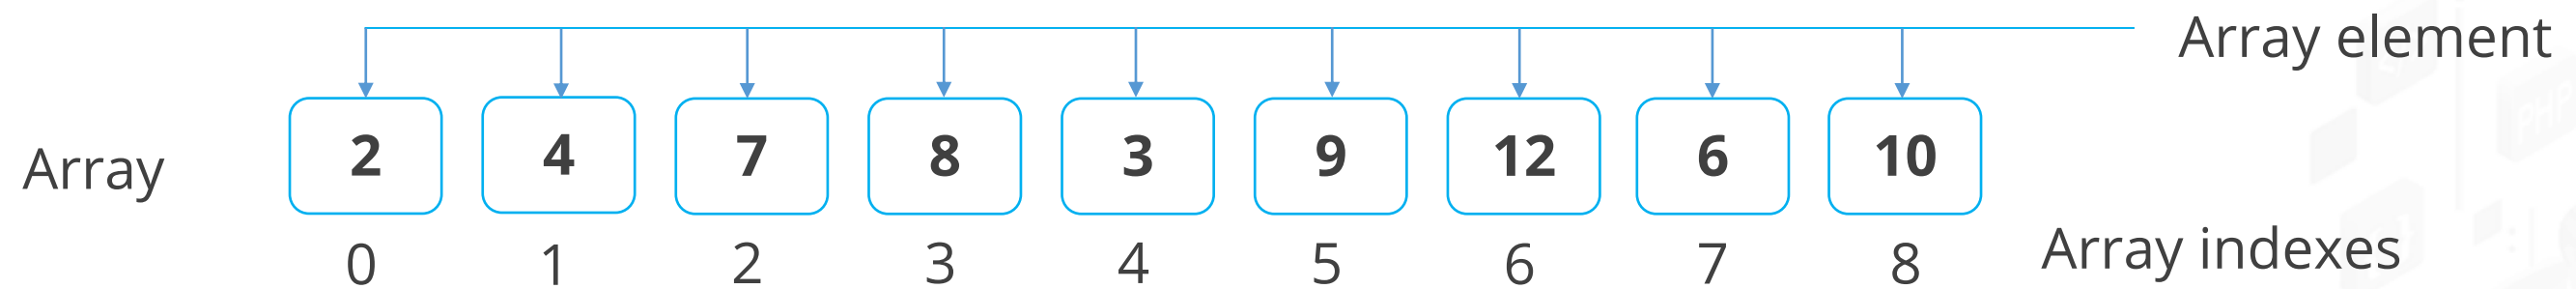 Array element
Array 2 4 7 8 3 9 12 6 10
0 1 2 3 4 5 6 7 8 Array indexes
PHP